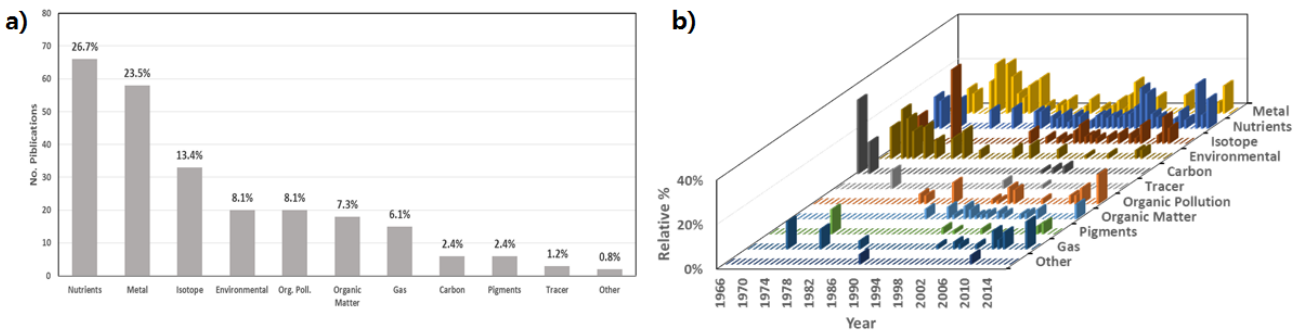 a)
No. Piblications
80
70
60
50
40
30
20
10
0
26.7%
23.5%
13.4%
8.1%
8.1%
7.3%
6.1%
2.4%
2.4%
1.2%
0.8%
Nutrients
Metal
Isotope
Environmental
Org. Poll.
Organic
Matter
Gas
Carbon
Pigments
Tracer
Other
b)
Relative %
40%
20%
0%
1966
1970
1974
1978
1982
1986
1990
1994
1998
2002
2006
2010
2014
Year
Metal
Nutrients
Isotope
Environmental
Carbon
Tracer
Organic Pollution
Organic Matter
Pigments
Gas
Other